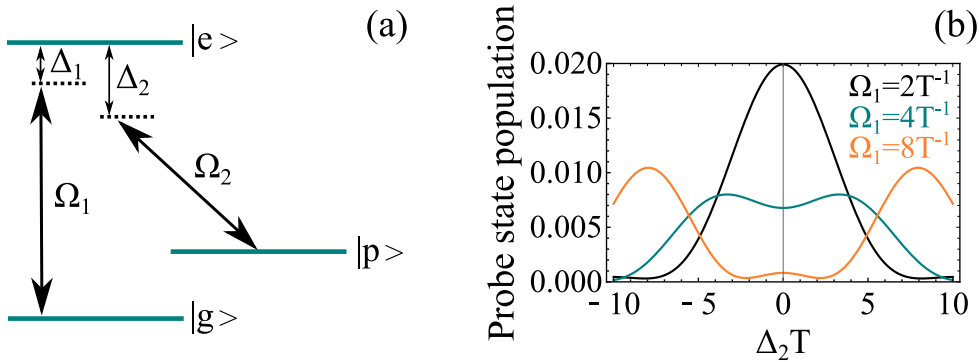 (a)
|e>
Δ₁
Δ₂
Ω₁
Ω₂
|p>
|g>
(b)
Probe state population
0.020
0.015
0.010
0.005
0.000
Ω₁=2T⁻¹
Ω₁=4T⁻¹
Ω₁=8T⁻¹
-10
-5
0
5
10
Δ₂T